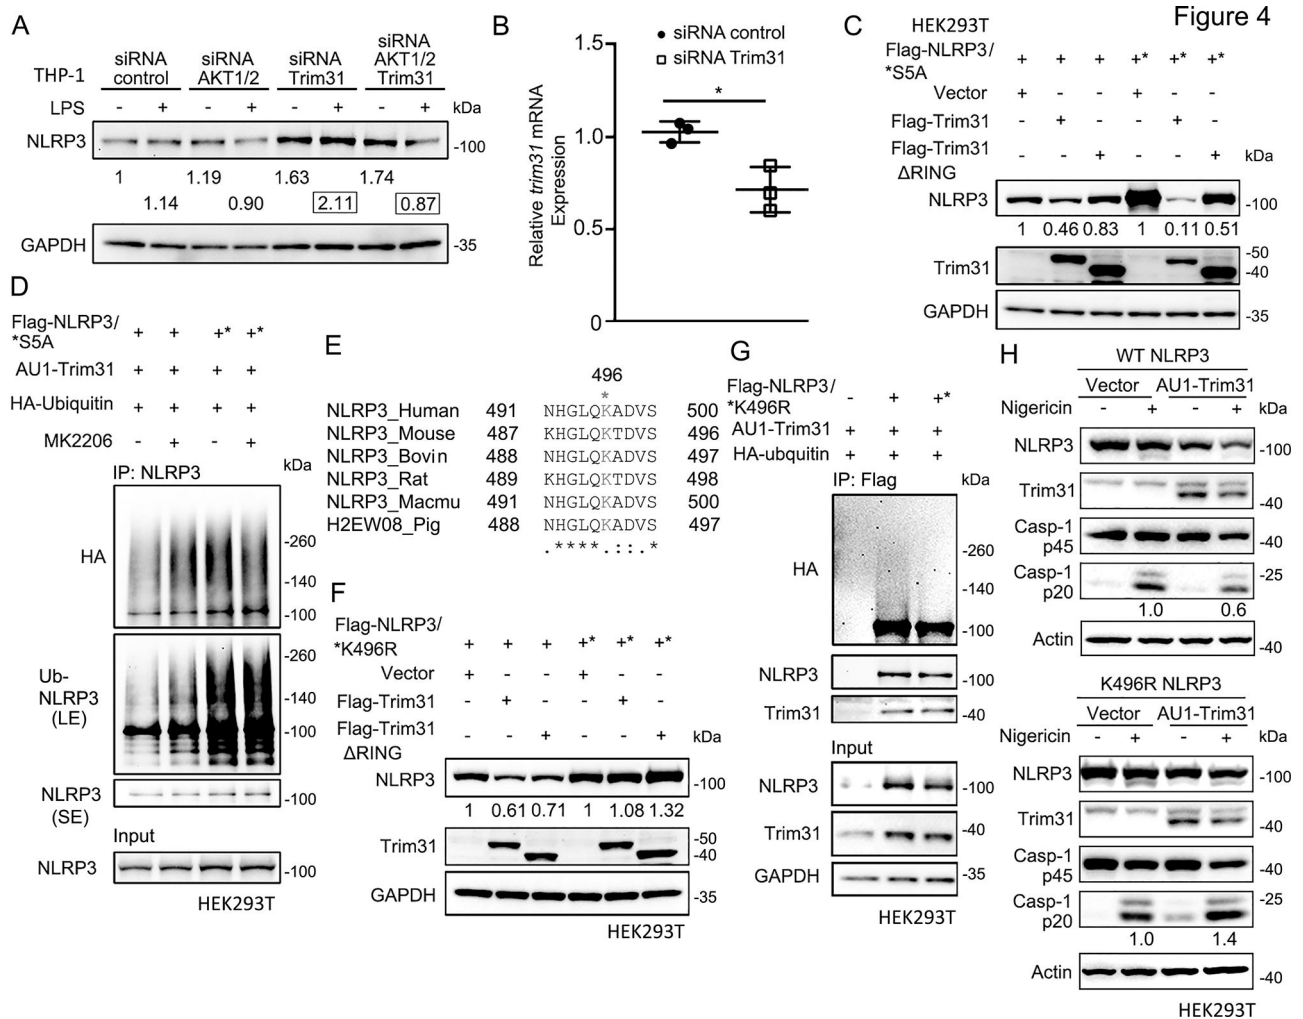 Figure 4
A
THP-1
siRNA control
siRNA AKT1/2
siRNA Trim31
siRNA AKT1/2 Trim31
LPS - + - + - + - + kDa
NLRP3 -100
1 1.19 1.63 1.74
1.14 0.90 2.11 0.87
GAPDH -35
B
● siRNA control
□ siRNA Trim31
Relative trim31 mRNA Expression
1.5
1.0
0.5
0
*
C
HEK293T
Flag-NLRP3/ *S5A + + + +* +* +*
Vector + - - + - -
Flag-Trim31 - + - - + -
Flag-Trim31 ΔRING - - + - - + kDa
NLRP3 -100
1 0.46 0.83 1 0.11 0.51
Trim31 -50
-40
GAPDH -35
D
Flag-NLRP3/ *S5A + + +* +*
AU1-Trim31 + + + +
HA-Ubiquitin + + + +
MK2206 - + - +
IP: NLRP3 kDa
HA -260
-140
-100
Ub-NLRP3 (LE) -260
-140
-100
NLRP3 (SE) -100
Input
NLRP3 -100
HEK293T
E
496
*
NLRP3_Human 491 NHGLQKADVS 500
NLRP3_Mouse 487 KHGLQKTDVS 496
NLRP3_Bovin 488 NHGLQKADVS 497
NLRP3_Rat 489 KHGLQKTDVS 498
NLRP3_Macmu 491 NHGLQKADVS 500
H2EW08_Pig 488 NHGLQKADVS 497
.****.::.*
F
Flag-NLRP3/ *K496R + + + +* +* +*
Vector + - - + - -
Flag-Trim31 - + - - + -
Flag-Trim31 ΔRING - - + - - + kDa
NLRP3 -100
1 0.61 0.71 1 1.08 1.32
Trim31 -50
-40
GAPDH -35
HEK293T
G
Flag-NLRP3/ *K496R - + +*
AU1-Trim31 + + +
HA-ubquitin + + +
IP: Flag kDa
HA -260
-140
-100
NLRP3 -100
Trim31 -40
Input
NLRP3 -100
Trim31 -40
GAPDH -35
HEK293T
H
WT NLRP3
Vector AU1-Trim31
Nigericin - + - + kDa
NLRP3 -100
Trim31 -40
Casp-1 p45 -40
Casp-1 p20 -25
1.0 0.6
Actin -40
K496R NLRP3
Vector AU1-Trim31
Nigericin - + - + kDa
NLRP3 -100
Trim31 -40
Casp-1 p45 -40
Casp-1 p20 -25
1.0 1.4
Actin -40
HEK293T